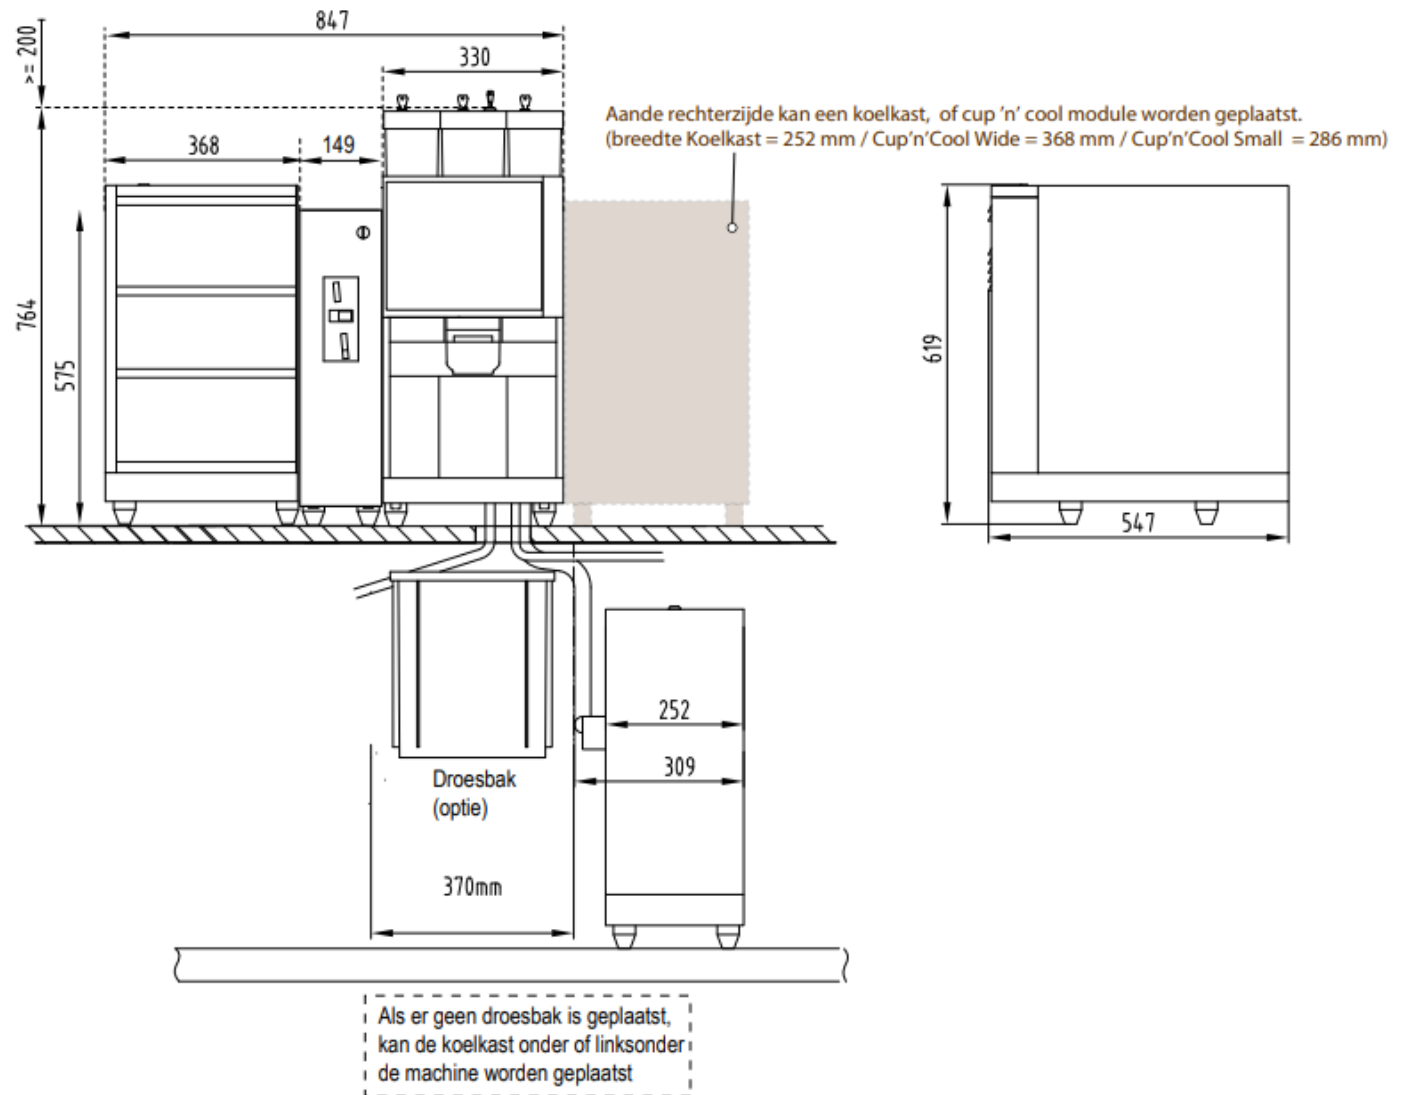 847
>= 200
330
Aande rechterzijde kan een koelkast, of cup 'n' cool module worden geplaatst.
(breedte Koelkast = 252 mm / Cup'n'Cool Wide = 368 mm / Cup'n'Cool Small = 286 mm)
368
149
764
575
619
547
252
309
Droesbak
(optie)
370mm
Als er geen droesbak is geplaatst,
kan de koelkast onder of linksonder
de machine worden geplaatst